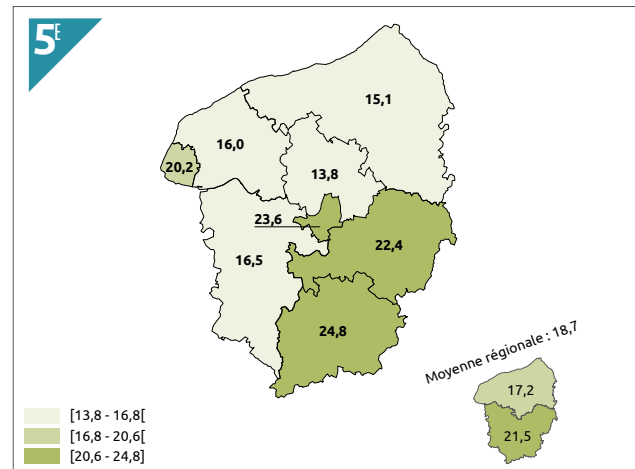 5E
15,1
16,0
20,2
13,8
23,6
22,4
16,5
24,8
Moyenne régionale : 18,7
17,2
21,5
[13,8 - 16,8[
[16,8 - 20,6[
[20,6 - 24,8]